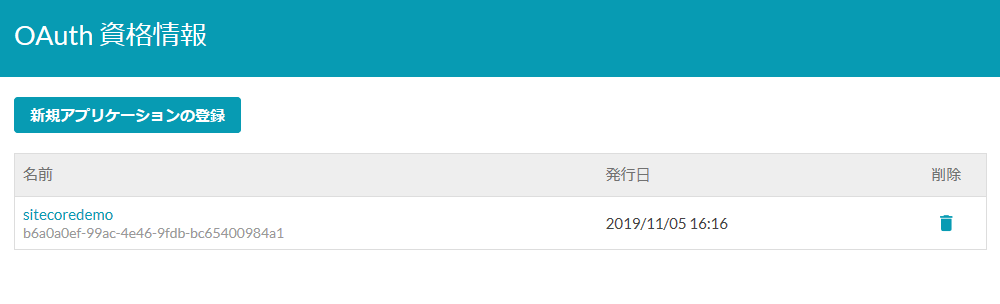 OAuth 資格情報
新規アプリケーションの登録
名前 発行日 削除
sitecoredemo
b6a0a0ef-99ac-4e46-9fdb-bc65400984a1
2019/11/05 16:16